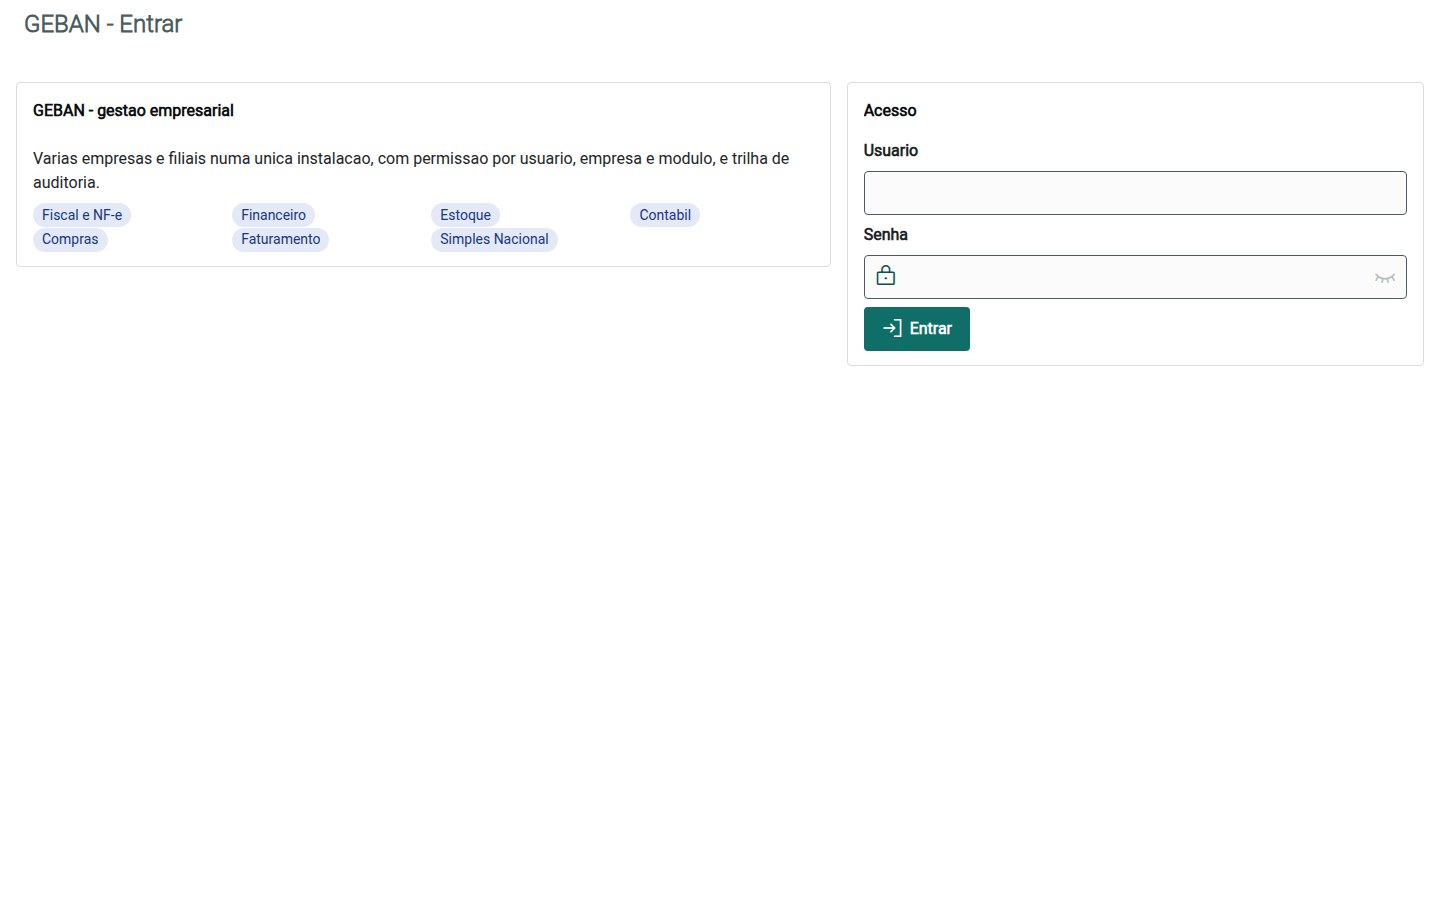 GEBAN - Entrar
GEBAN - gestao empresarial
Varias empresas e filiais numa unica instalacao, com permissao por usuario, empresa e modulo, e trilha de
auditoria.
Fiscal e NF-e Financeiro Estoque Contabil
Compras Faturamento Simples Nacional
Acesso
Usuario
Senha
Entrar